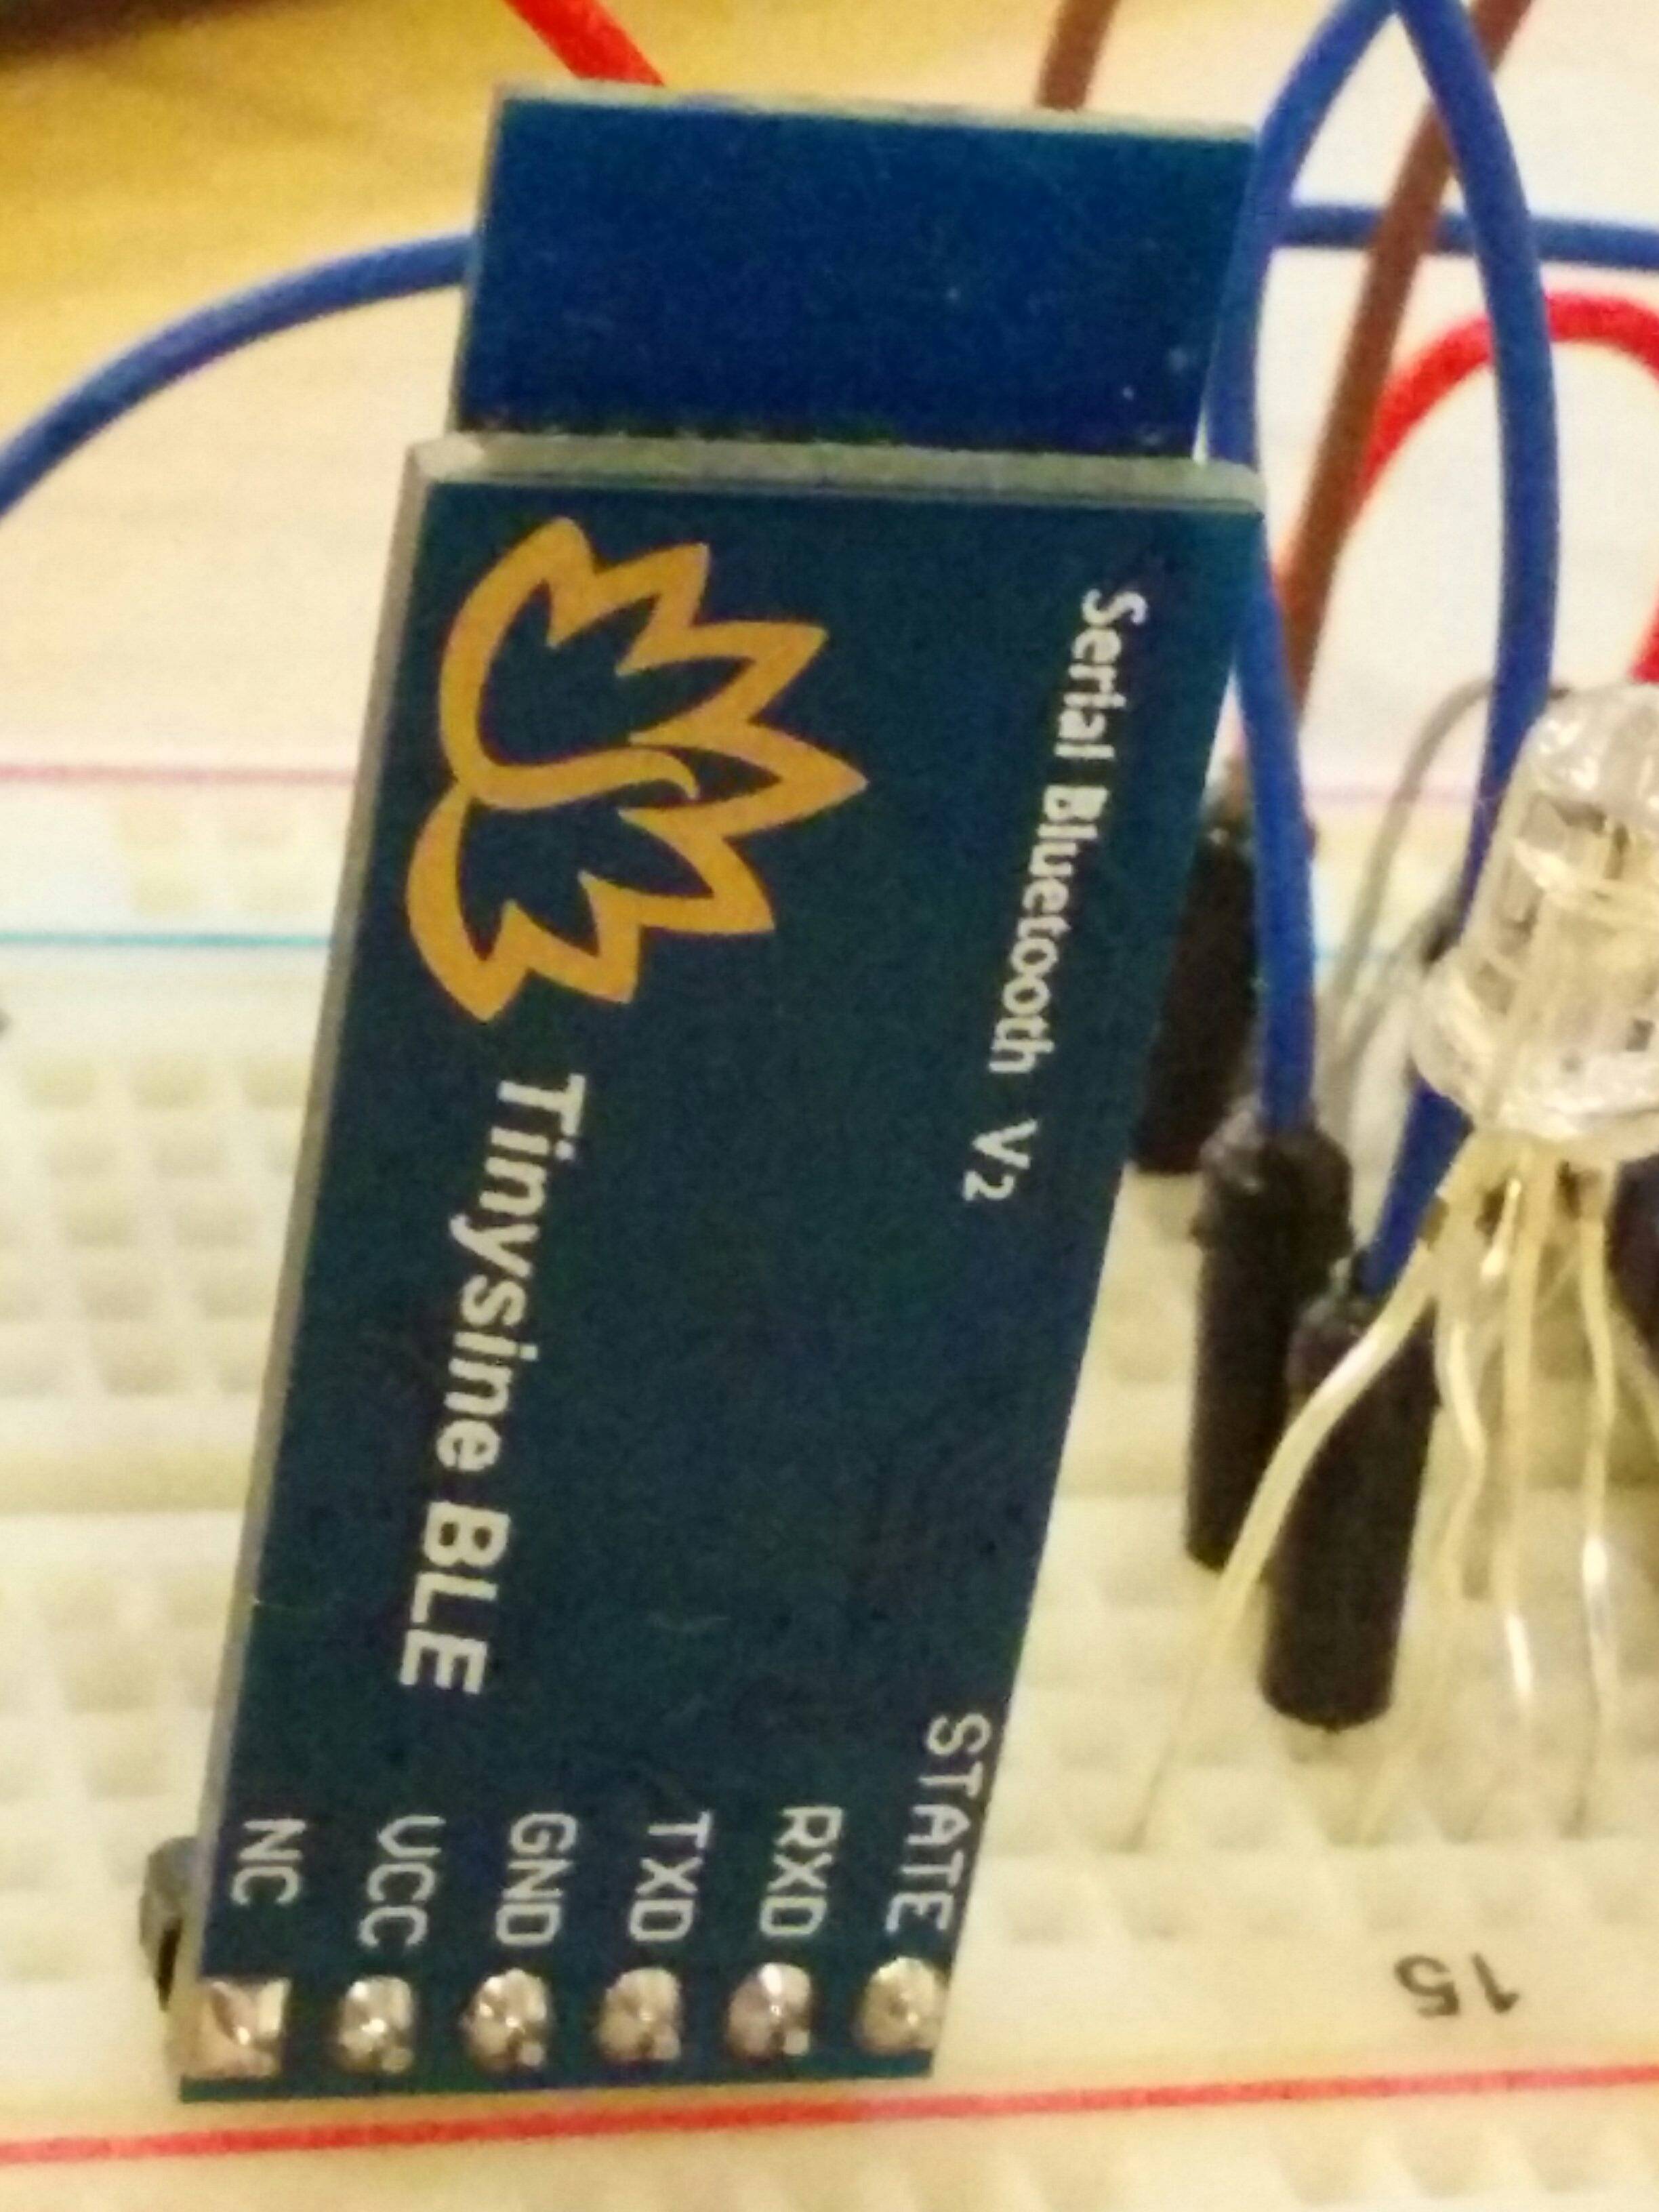 Serial Bluetooth V2
Tinysine BLE
NC
VCC
GND
TXD
RXD
STATE
15